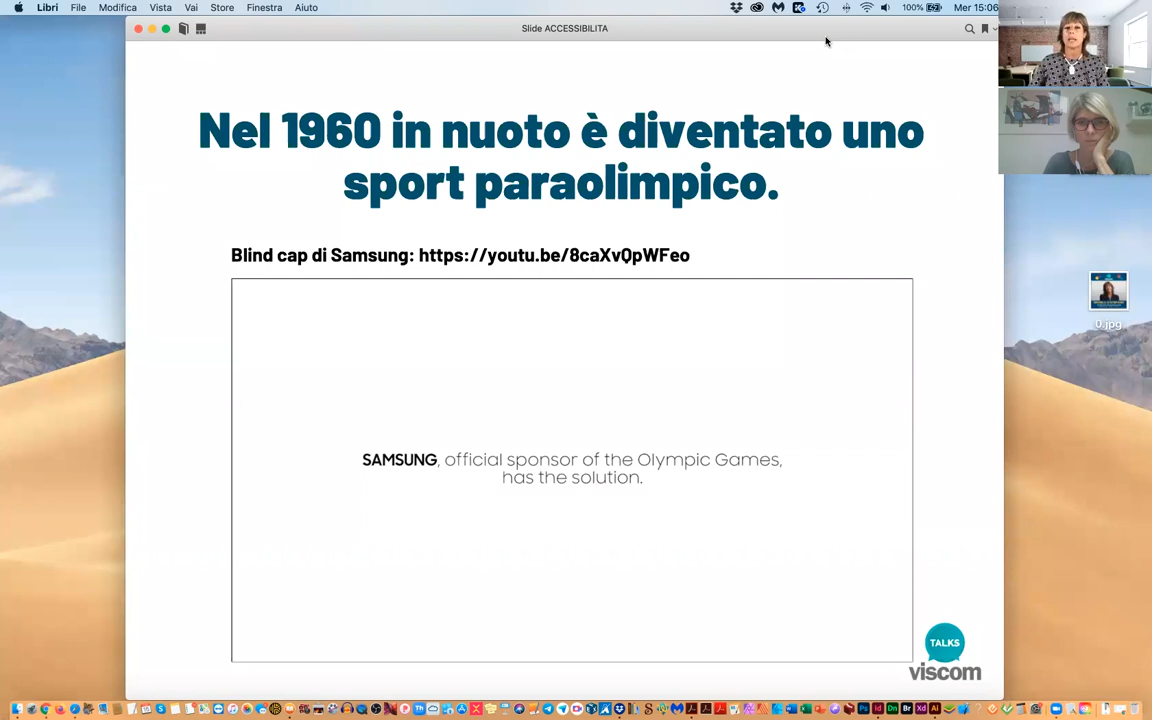 Libri File Modifica Vista Vai Store Finestra Aiuto 100% Mer 15:06
Slide ACCESSIBILITA
Nel 1960 in nuoto è diventato uno
sport paraolimpico.
Blind cap di Samsung: https://youtu.be/8caXvQpWFeo
SAMSUNG, official sponsor of the Olympic Games,
has the solution.
0.jpg
TALKS
viscom